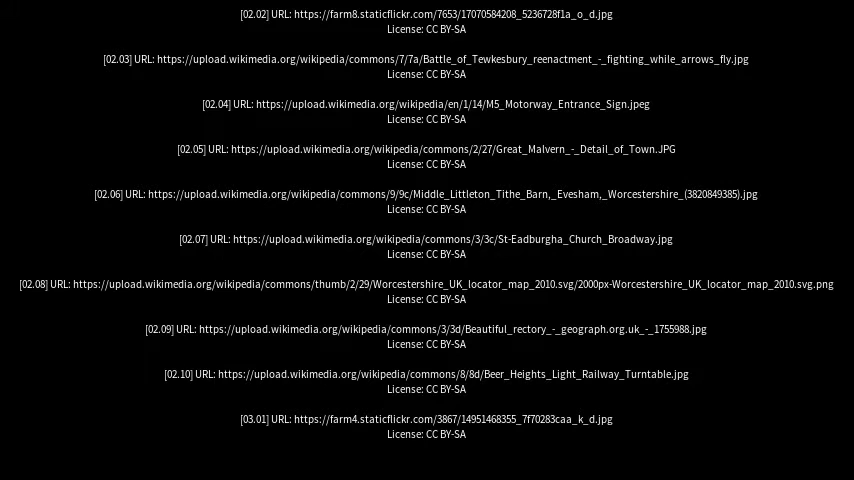 [02.02] URL: https://farm8.staticflickr.com/7653/17070584208_5236728f1a_o_d.jpg
License: CC BY-SA
[02.03] URL: https://upload.wikimedia.org/wikipedia/commons/7/7a/Battle_of_Tewkesbury_reenactment_-_fighting_while_arrows_fly.jpg
License: CC BY-SA
[02.04] URL: https://upload.wikimedia.org/wikipedia/en/1/14/M5_Motorway_Entrance_Sign.jpeg
License: CC BY-SA
[02.05] URL: https://upload.wikimedia.org/wikipedia/commons/2/27/Great_Malvern_-_Detail_of_Town.JPG
License: CC BY-SA
[02.06] URL: https://upload.wikimedia.org/wikipedia/commons/9/9c/Middle_Littleton_Tithe_Barn,_Evesham,_Worcestershire_(3820849385).jpg
License: CC BY-SA
[02.07] URL: https://upload.wikimedia.org/wikipedia/commons/3/3c/St-Eadburgha_Church_Broadway.jpg
License: CC BY-SA
[02.08] URL: https://upload.wikimedia.org/wikipedia/commons/thumb/2/29/Worcestershire_UK_locator_map_2010.svg/2000px-Worcestershire_UK_locator_map_2010.svg.png
License: CC BY-SA
[02.09] URL: https://upload.wikimedia.org/wikipedia/commons/3/3d/Beautiful_rectory_-_geograph.org.uk_-_1755988.jpg
License: CC BY-SA
[02.10] URL: https://upload.wikimedia.org/wikipedia/commons/8/8d/Beer_Heights_Light_Railway_Turntable.jpg
License: CC BY-SA
[03.01] URL: https://farm4.staticflickr.com/3867/14951468355_7f70283caa_k_d.jpg
License: CC BY-SA